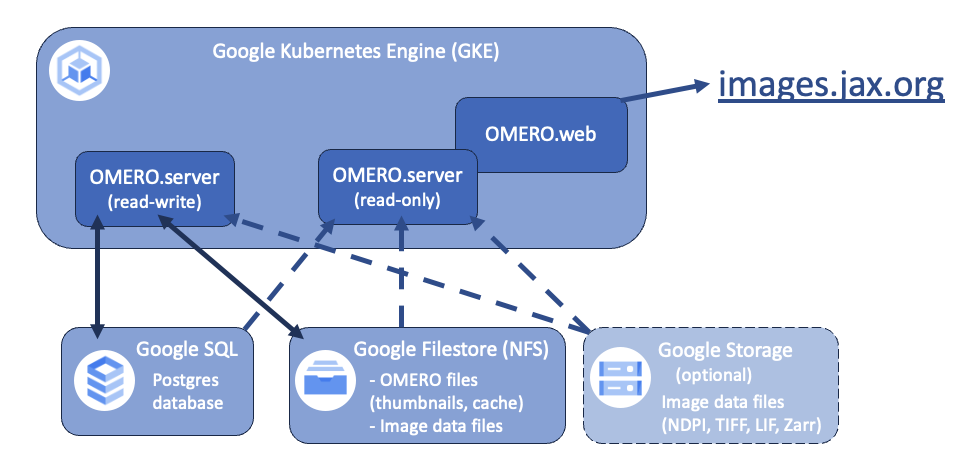 Google Kubernetes Engine (GKE)
images.jax.org
OMERO.web
OMERO.server
(read-write)
OMERO.server
(read-only)
Google SQL
Postgres
database
Google Filestore (NFS)
- OMERO files
(thumbnails, cache)
- Image data files
Google Storage
(optional)
Image data files
(NDPI, TIFF, LIF, Zarr)